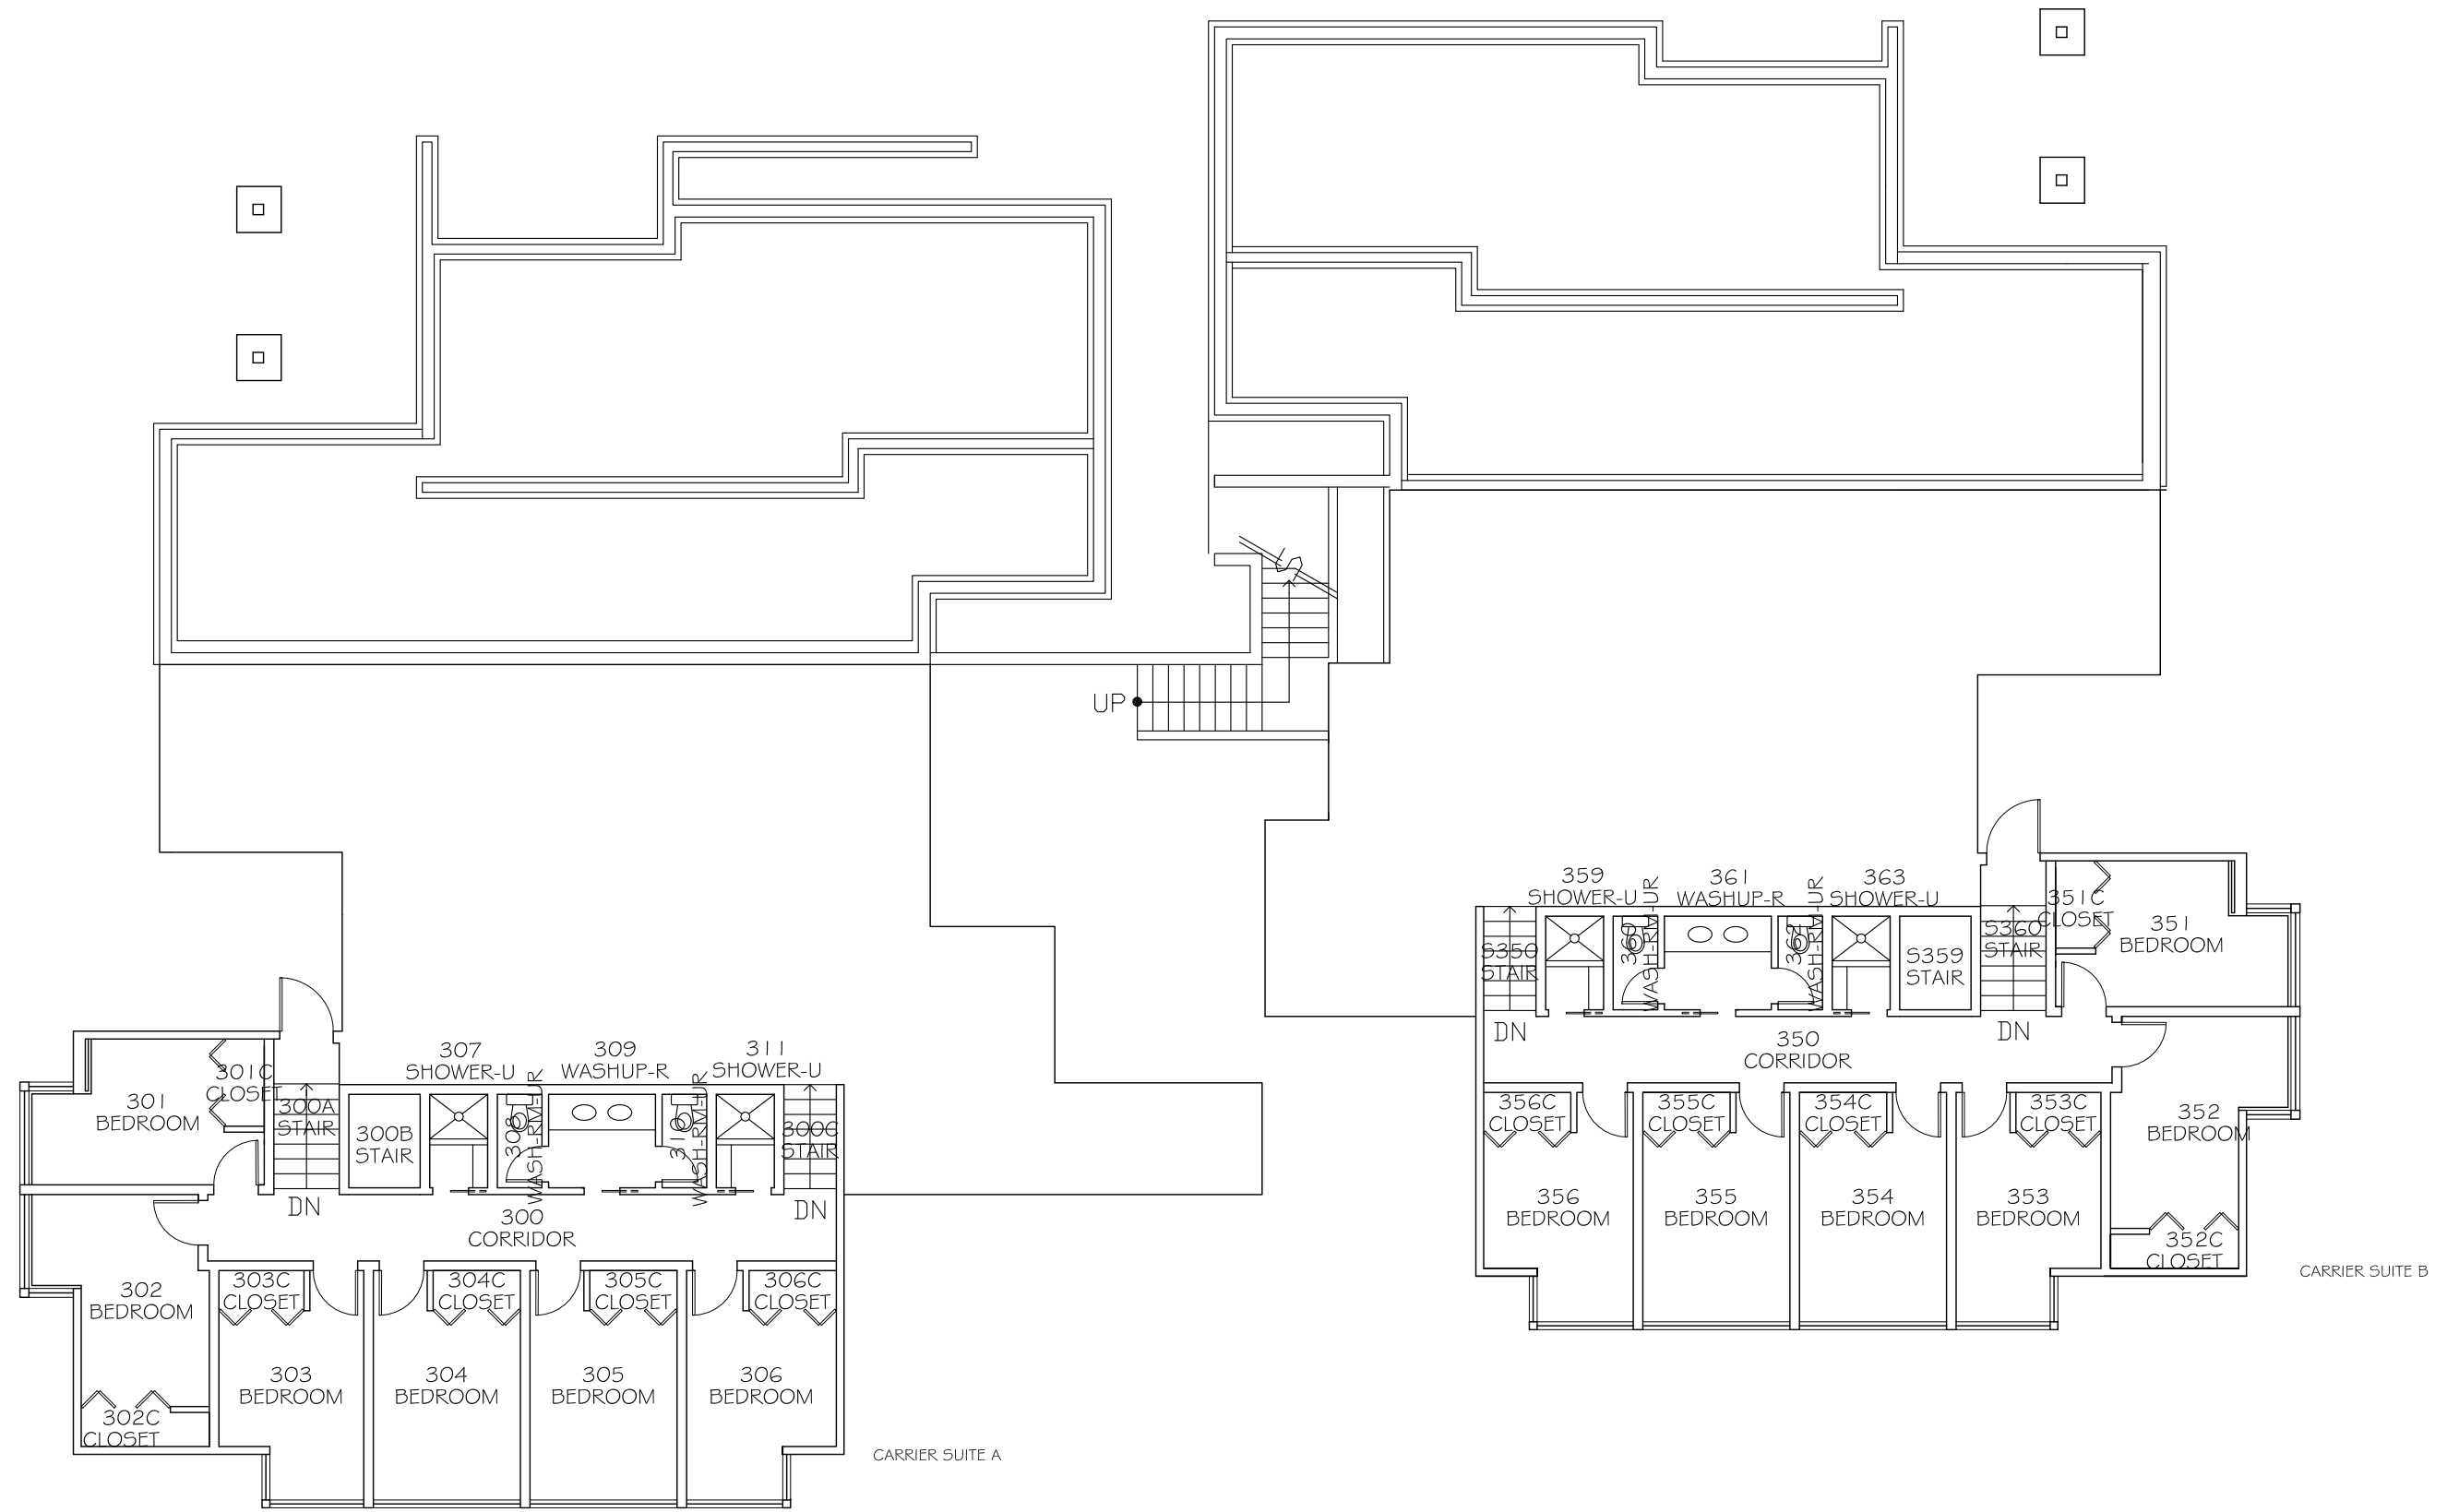 UP
359
SHOWER-U
360
WASH-RM-UR
361
WASHUP-R
362
WASH-RM-UR
363
SHOWER-U
351C
CLOSET
351
BEDROOM
S350
STAIR
S359
STAIR
S360
STAIR
DN
DN
350
CORRIDOR
356C
CLOSET
355C
CLOSET
354C
CLOSET
353C
CLOSET
352
BEDROOM
356
BEDROOM
355
BEDROOM
354
BEDROOM
353
BEDROOM
352C
CLOSET
CARRIER SUITE B
307
SHOWER-U
308
WASH-RM-UR
309
WASHUP-R
310
WASH-RM-UR
311
SHOWER-U
301
BEDROOM
301C
CLOSET
300A
STAIR
300B
STAIR
300C
STAIR
DN
DN
300
CORRIDOR
302
BEDROOM
303C
CLOSET
304C
CLOSET
305C
CLOSET
306C
CLOSET
303
BEDROOM
304
BEDROOM
305
BEDROOM
306
BEDROOM
302C
CLOSET
CARRIER SUITE A